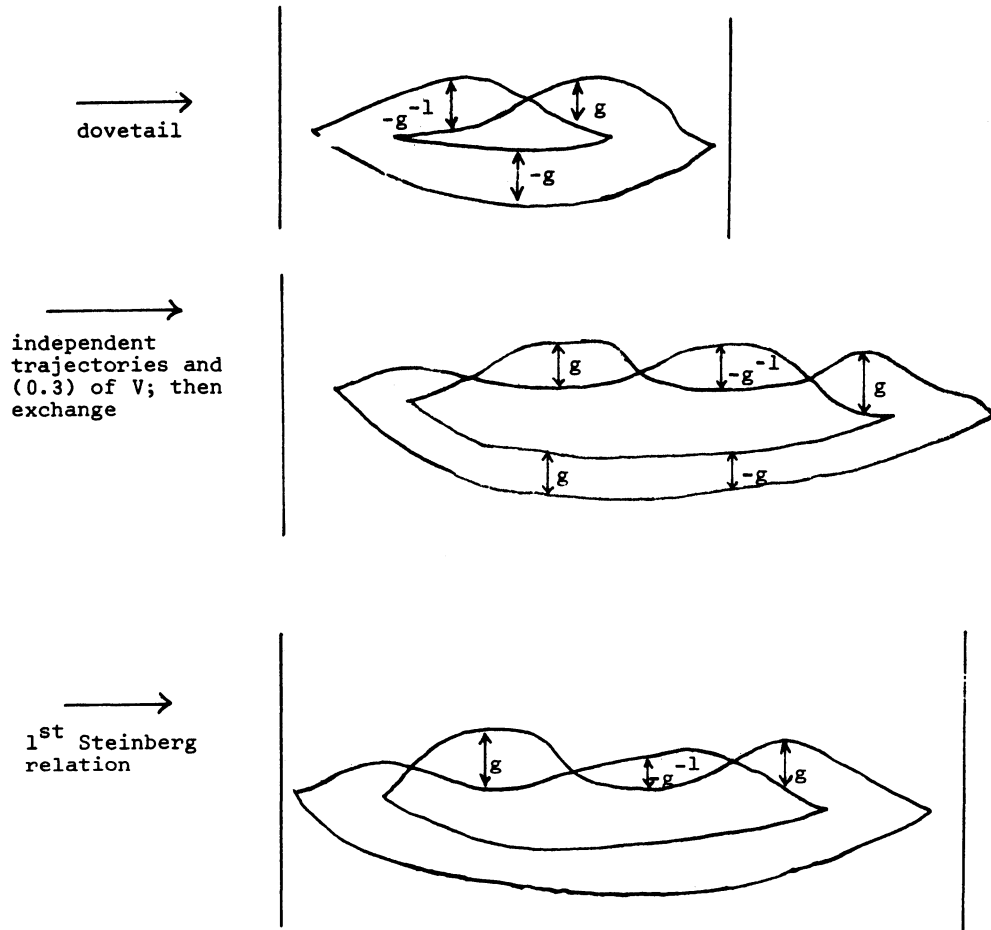 dovetail
-g⁻¹
g
-g
independent
trajectories and
(0.3) of V; then
exchange
g
-g⁻¹
g
g
-g
1ˢᵗ Steinberg
relation
g
-g⁻¹
g